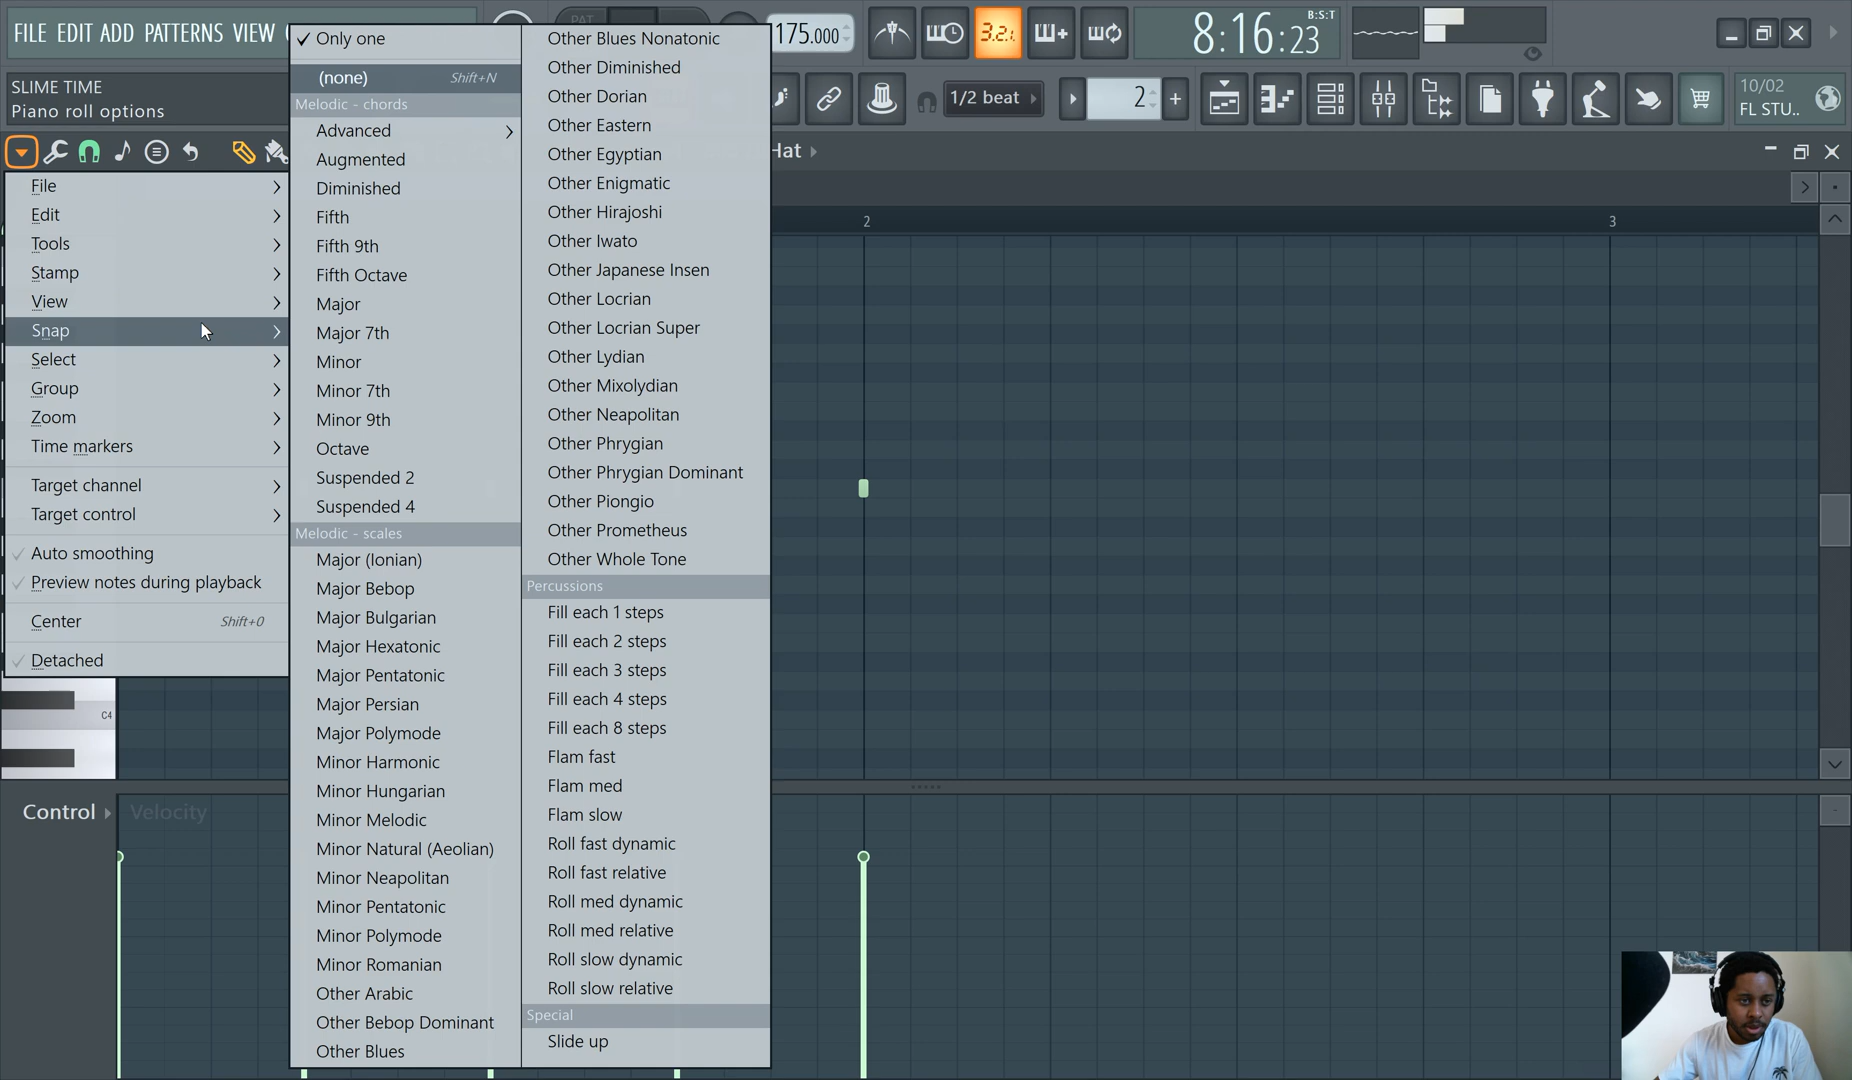 FILE EDIT ADD PATTERNS VIEW
PAT
175.000
3.2.1
8:16:23
B:S:T
SLIME TIME
Piano roll options
1/2 beat
2
10/02
FL STU..
Hat
File
Edit
Tools
Stamp
View
Snap
Select
Group
Zoom
Time markers
Target channel
Target control
Auto smoothing
Preview notes during playback
Center Shift+0
Detached
Only one
(none) Shift+N
Melodic - chords
Advanced
Augmented
Diminished
Fifth
Fifth 9th
Fifth Octave
Major
Major 7th
Minor
Minor 7th
Minor 9th
Octave
Suspended 2
Suspended 4
Melodic - scales
Major (Ionian)
Major Bebop
Major Bulgarian
Major Hexatonic
Major Pentatonic
Major Persian
Major Polymode
Minor Harmonic
Minor Hungarian
Minor Melodic
Minor Natural (Aeolian)
Minor Neapolitan
Minor Pentatonic
Minor Polymode
Minor Romanian
Other Arabic
Other Bebop Dominant
Other Blues
Other Blues Nonatonic
Other Diminished
Other Dorian
Other Eastern
Other Egyptian
Other Enigmatic
Other Hirajoshi
Other Iwato
Other Japanese Insen
Other Locrian
Other Locrian Super
Other Lydian
Other Mixolydian
Other Neapolitan
Other Phrygian
Other Phrygian Dominant
Other Piongio
Other Prometheus
Other Whole Tone
Percussions
Fill each 1 steps
Fill each 2 steps
Fill each 3 steps
Fill each 4 steps
Fill each 8 steps
Flam fast
Flam med
Flam slow
Roll fast dynamic
Roll fast relative
Roll med dynamic
Roll med relative
Roll slow dynamic
Roll slow relative
Special
Slide up
2
3
C4
Control
Velocity